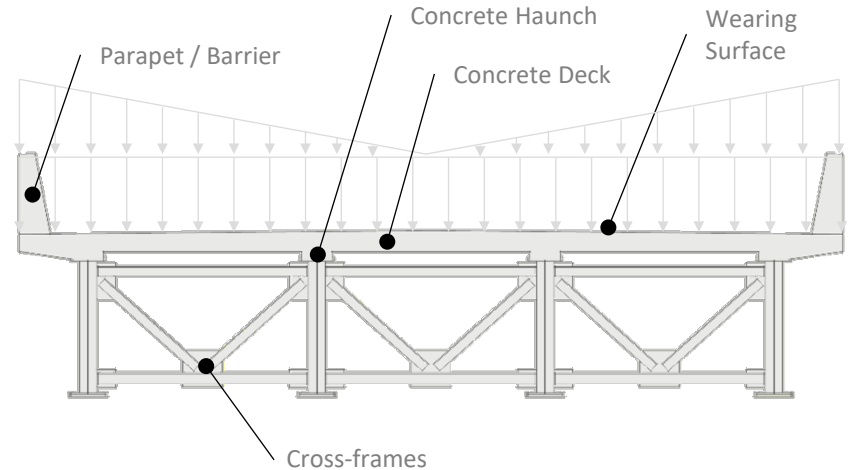 Concrete Haunch
Wearing
Surface
Parapet / Barrier
Concrete Deck
Cross-frames